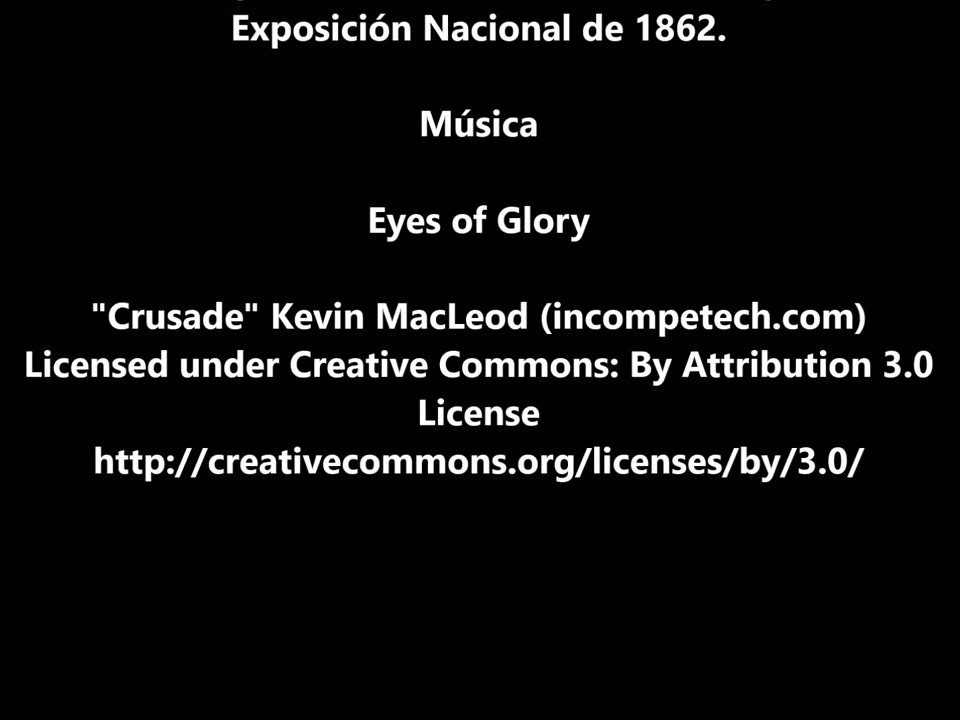 Exposición Nacional de 1862.
Música
Eyes of Glory
"Crusade" Kevin MacLeod (incompetech.com)
Licensed under Creative Commons: By Attribution 3.0
License
http://creativecommons.org/licenses/by/3.0/